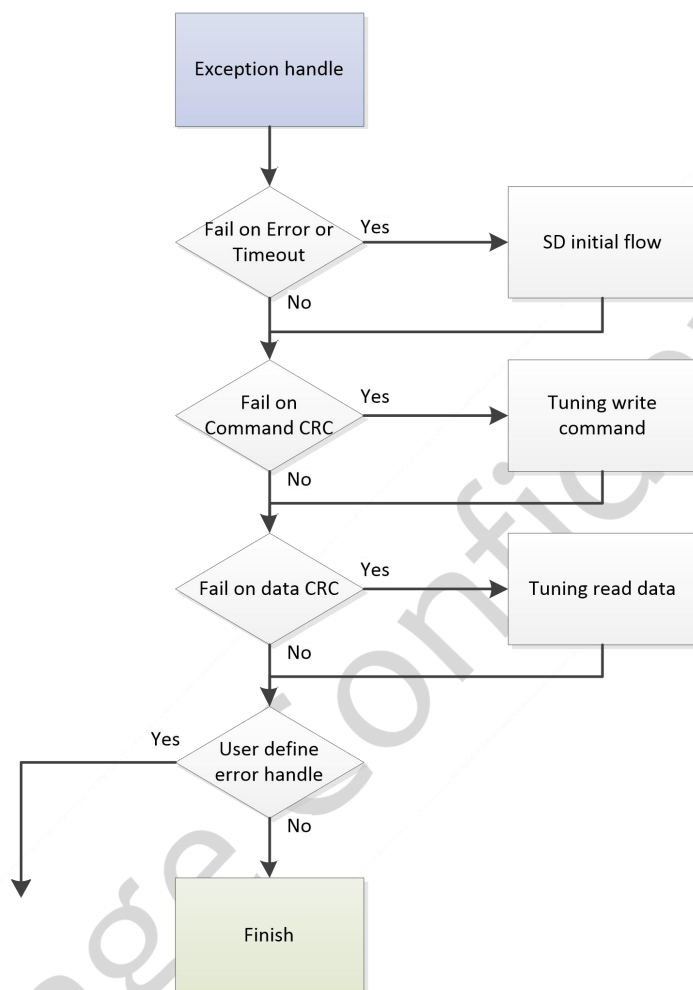 Exception handle
Fail on Error or
Timeout
Yes
SD initial flow
No
Fail on
Command CRC
Yes
Tuning write
command
No
Fail on data CRC
Yes
Tuning read data
No
User define
error handle
Yes
No
Finish